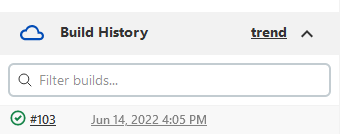 Build History trend
Filter builds...
#103 Jun 14, 2022 4:05 PM